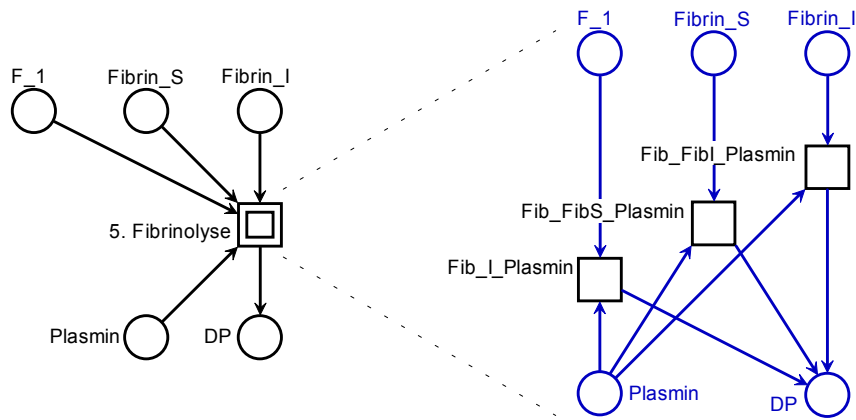 F_1
Fibrin_S
Fibrin_I
5. Fibrinolyse
Plasmin
DP
F_1
Fibrin_S
Fibrin_I
Fib_FibI_Plasmin
Fib_FibS_Plasmin
Fib_I_Plasmin
Plasmin
DP